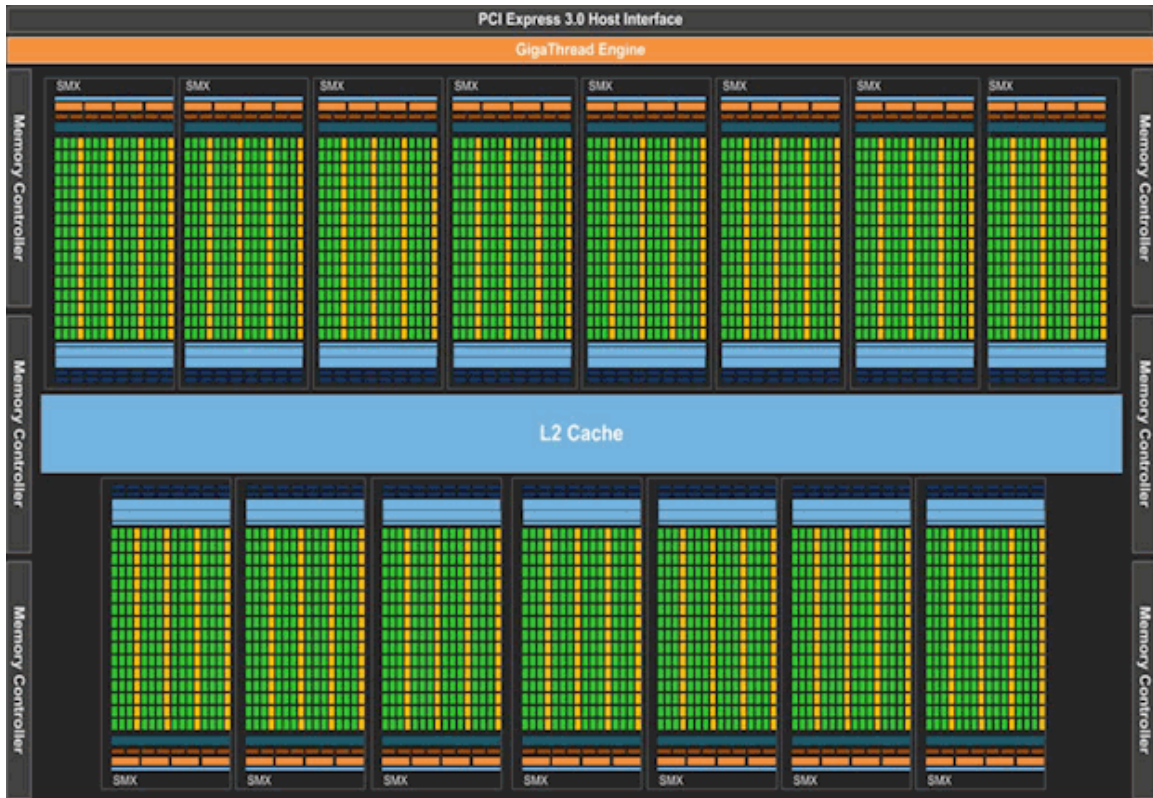 PCI Express 3.0 Host Interface
GigaThread Engine
SMX SMX SMX SMX SMX SMX SMX SMX
Memory Controller
Memory Controller
Memory Controller
L2 Cache
Memory Controller
Memory Controller
Memory Controller
SMX SMX SMX SMX SMX SMX SMX